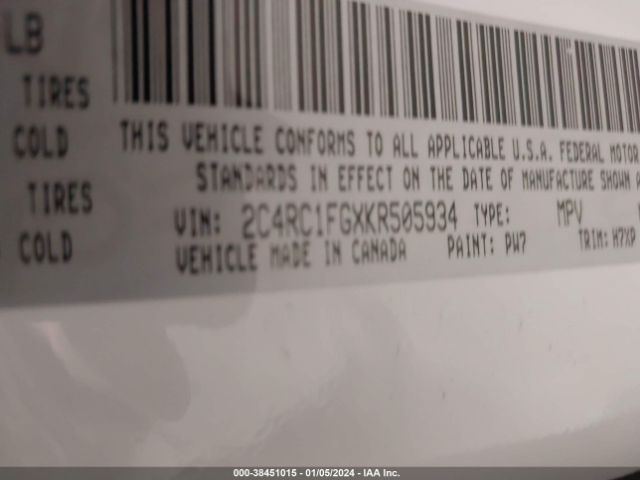 LB
TIRES
COLD
TIRES
COLD
THIS VEHICLE CONFORMS TO ALL APPLICABLE U.S.A. FEDERAL MOTOR
STANDARDS IN EFFECT ON THE DATE OF MANUFACTURE SHOWN A
VIN: 2C4RC1FGXKR505934 TYPE: MPV
VEHICLE MADE IN CANADA PAINT: PW7 TRIM: H7XP
000-38451015 - 01/05/2024 - IAA Inc.